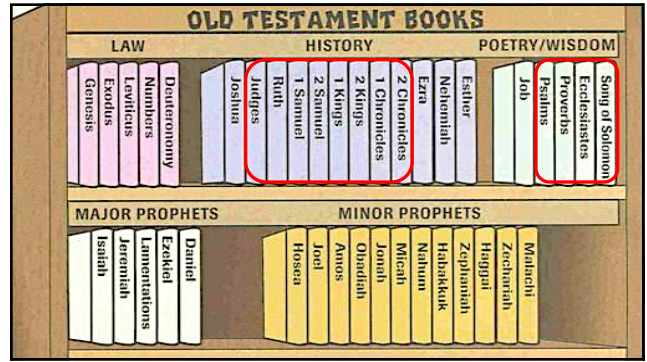 OLD TESTAMENT BOOKS
LAW
HISTORY
POETRY/WISDOM
Genesis
Exodus
Leviticus
Numbers
Deuteronomy
Joshua
Judges
Ruth
1 Samuel
2 Samuel
1 Kings
2 Kings
1 Chronicles
2 Chronicles
Ezra
Nehemiah
Esther
Job
Psalms
Proverbs
Ecclesiastes
Song of Solomon
MAJOR PROPHETS
MINOR PROPHETS
Isaiah
Jeremiah
Lamentations
Ezekiel
Daniel
Hosea
Joel
Amos
Obadiah
Jonah
Micah
Nahum
Habakkuk
Zephaniah
Haggai
Zechariah
Malachi